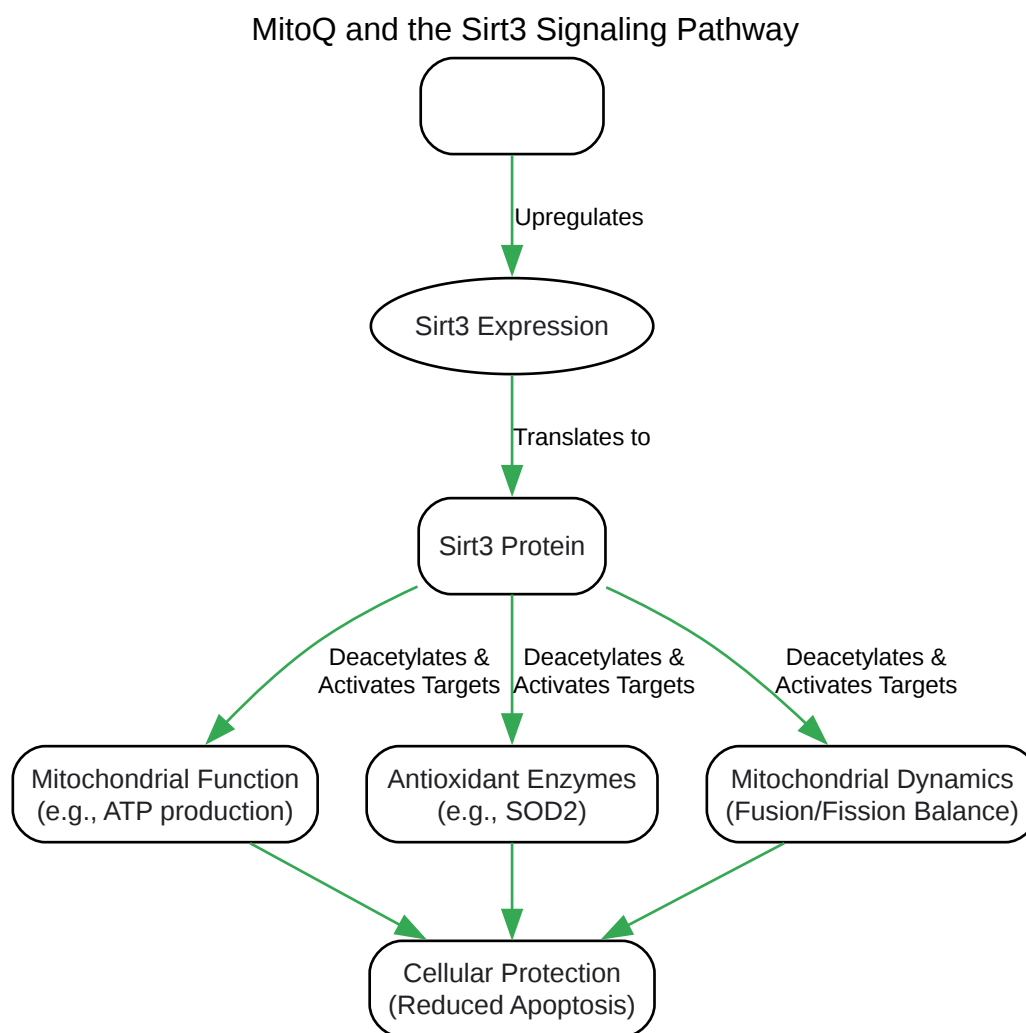 MitoQ and the Sirt3 Signaling Pathway
Upregulates
Sirt3 Expression
Translates to
Sirt3 Protein
Deacetylates &
Activates Targets
Deacetylates &
Activates Targets
Deacetylates &
Activates Targets
Mitochondrial Function
(e.g., ATP production)
Antioxidant Enzymes
(e.g., SOD2)
Mitochondrial Dynamics
(Fusion/Fission Balance)
Cellular Protection
(Reduced Apoptosis)